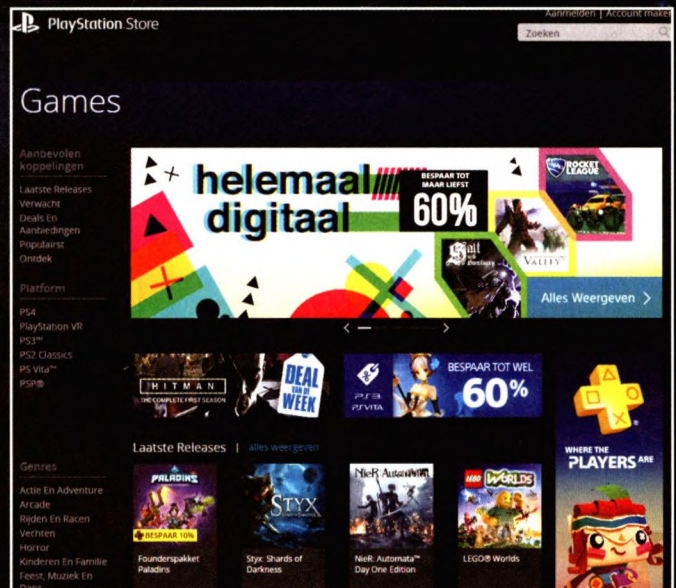 PlayStation.Store
Aanmelden | Account maken
Zoeken
Games
Aanbevolen
koppelingen
Laatste Releases
Verwacht
Deals En
Aanbiedingen
Populairst
Ontdek
Platform
PS4
PlayStation VR
PS3™
PS2 Classics
PS Vita™
PSP®
Genres
Actie En Adventure
Arcade
Rijden En Racen
Vechten
Horror
Kinderen En Familie
Feest, Muziek En
helemaal
digitaal
BESPAAR TOT
MAAR LIEFST
60%
ROCKET
LEAGUE
Salt
VALLEY
Alles Weergeven >
HITMAN
THE COMPLETE FIRST SEASON
DEAL
VAN DE
WEEK
PS3
PSVITA
BESPAAR TOT WEL
60%
WHERE THE
PLAYERS ARE
Laatste Releases | alles weergeven
PALADINS
BESPAAR 10%
Founderspakket
Paladins
STYX
Styx: Shards of
Darkness
NieR:Automata
NieR: Automata™
Day One Edition
LEGO WORLDS
LEGO® Worlds